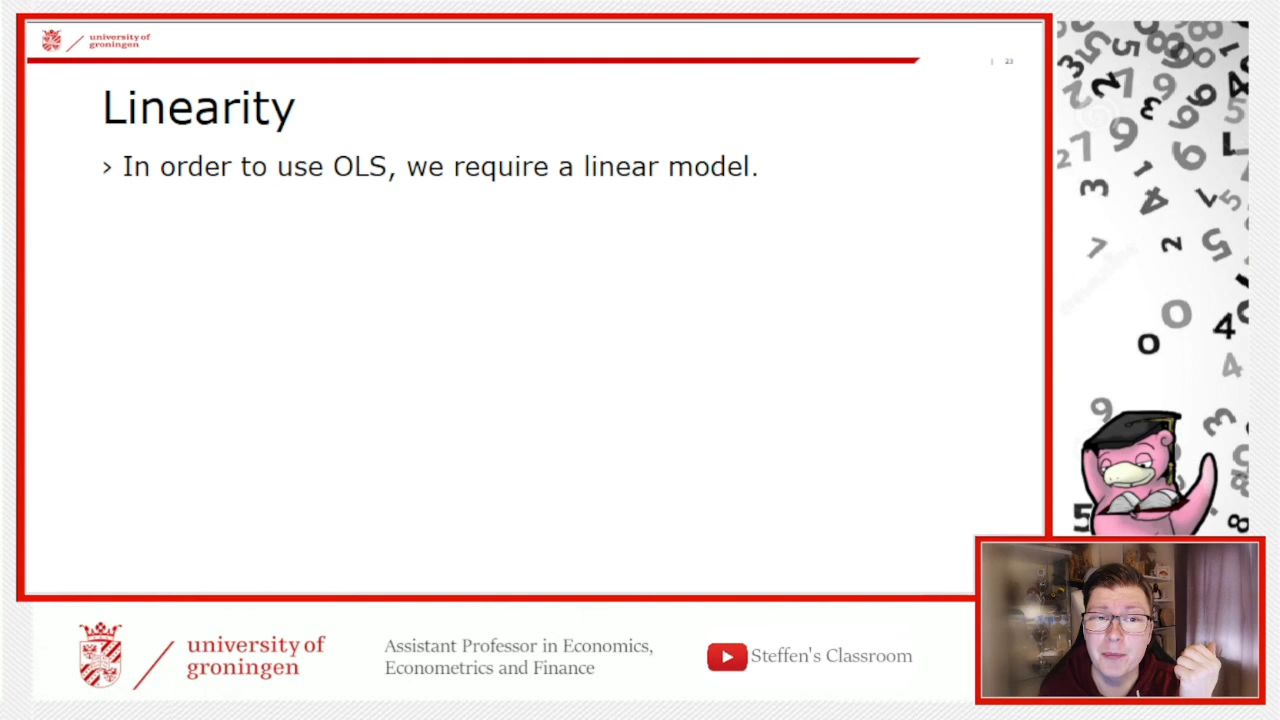 university of
groningen
| 23
Linearity
› In order to use OLS, we require a linear model.
university of
groningen
Assistant Professor in Economics,
Econometrics and Finance
Steffen's Classroom